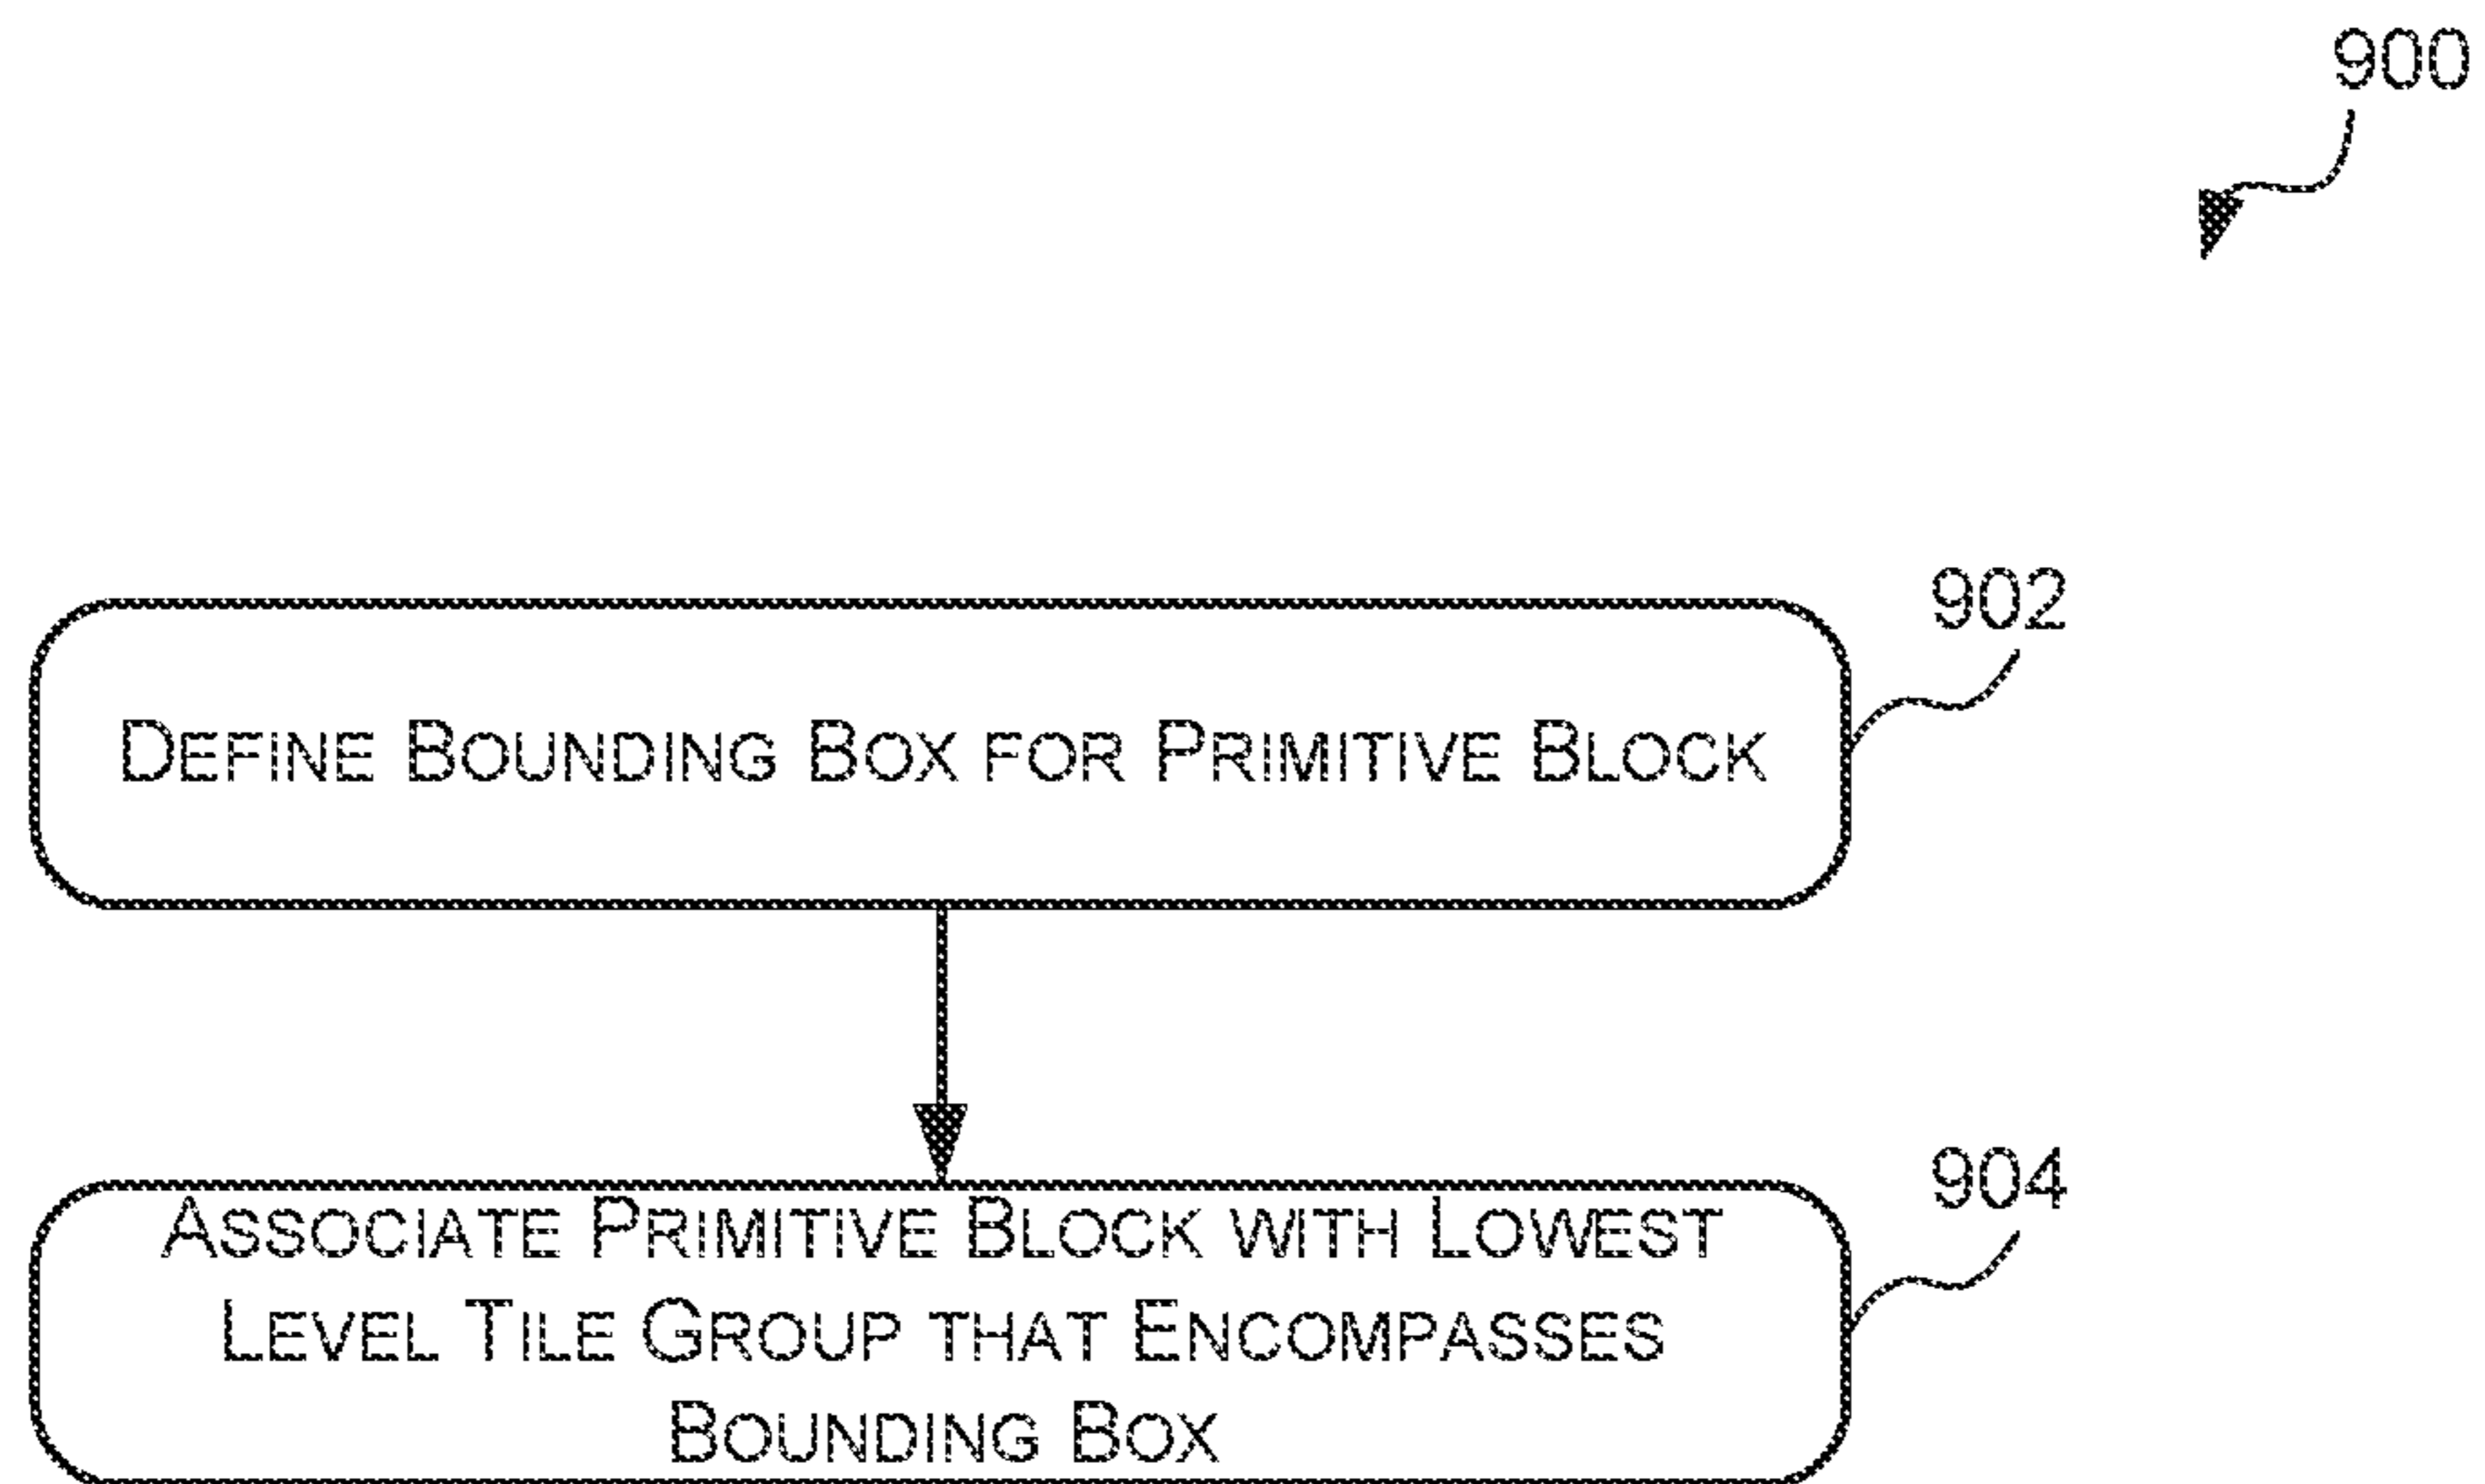 900
902
DEFINE BOUNDING BOX FOR PRIMITIVE BLOCK
904
ASSOCIATE PRIMITIVE BLOCK WITH LOWEST
LEVEL TILE GROUP THAT ENCOMPASSES
BOUNDING BOX